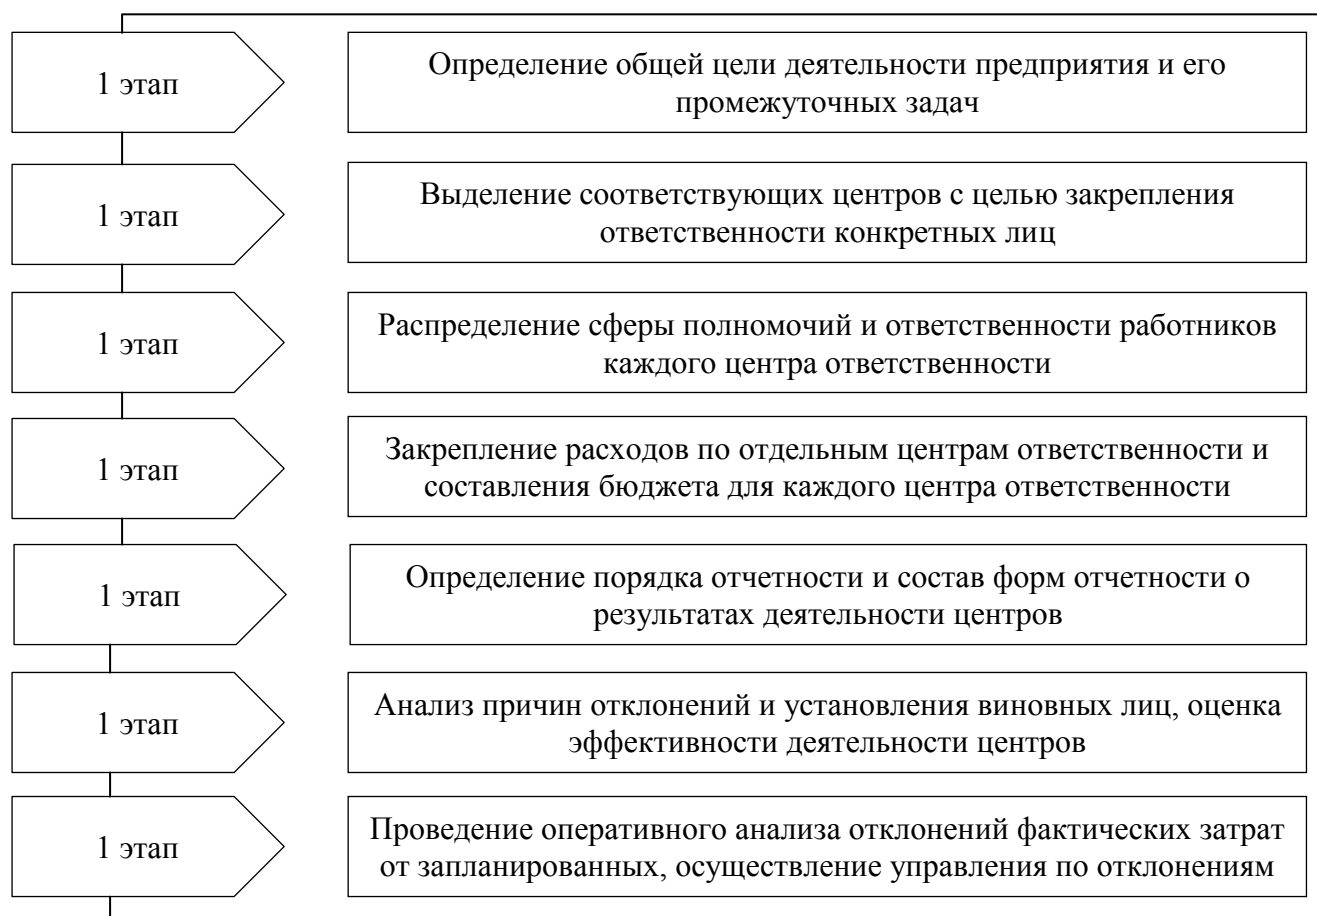 1 этап
Определение общей цели деятельности предприятия и его
промежуточных задач
1 этап
Выделение соответствующих центров с целью закрепления
ответственности конкретных лиц
1 этап
Распределение сферы полномочий и ответственности работников
каждого центра ответственности
1 этап
Закрепление расходов по отдельным центрам ответственности и
составления бюджета для каждого центра ответственности
1 этап
Определение порядка отчетности и состав форм отчетности о
результатах деятельности центров
1 этап
Анализ причин отклонений и установления виновных лиц, оценка
эффективности деятельности центров
1 этап
Проведение оперативного анализа отклонений фактических затрат
от запланированных, осуществление управления по отклонениям